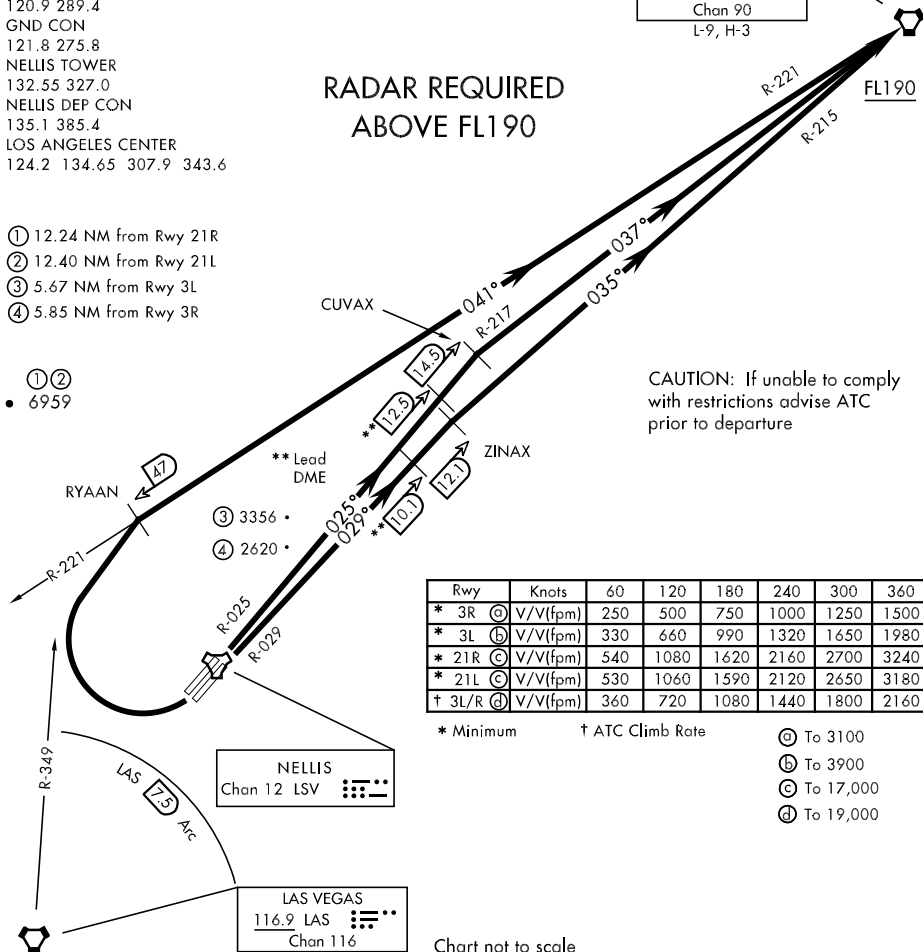 120.9 289.4
GND CON
121.8 275.8
NELLIS TOWER
132.55 327.0
NELLIS DEP CON
135.1 385.4
LOS ANGELES CENTER
124.2 134.65 307.9 343.6
Chan 90
L-9, H-3
RADAR REQUIRED
ABOVE FL190
R-221
FL190
R-215
① 12.24 NM from Rwy 21R
② 12.40 NM from Rwy 21L
③ 5.67 NM from Rwy 3L
④ 5.85 NM from Rwy 3R
①②
• 6959
037°
035°
041°
CUVAX
R-217
14.5
** 12.5
CAUTION: If unable to comply
with restrictions advise ATC
prior to departure
ZINAX
12.1
** 10.1
** Lead
DME
47
RYAAN
R-221
③ 3356 •
④ 2620 •
025°
029°
R-025
R-029
Rwy Knots 60 120 180 240 300 360
* 3R ⓐ V/V(fpm) 250 500 750 1000 1250 1500
* 3L ⓑ V/V(fpm) 330 660 990 1320 1650 1980
* 21R ⓒ V/V(fpm) 540 1080 1620 2160 2700 3240
* 21L ⓒ V/V(fpm) 530 1060 1590 2120 2650 3180
† 3L/R ⓓ V/V(fpm) 360 720 1080 1440 1800 2160
* Minimum † ATC Climb Rate
ⓐ To 3100
ⓑ To 3900
ⓒ To 17,000
ⓓ To 19,000
NELLIS
Chan 12 LSV
R-349
LAS 7.5 Arc
LAS VEGAS
116.9 LAS
Chan 116
Chart not to scale